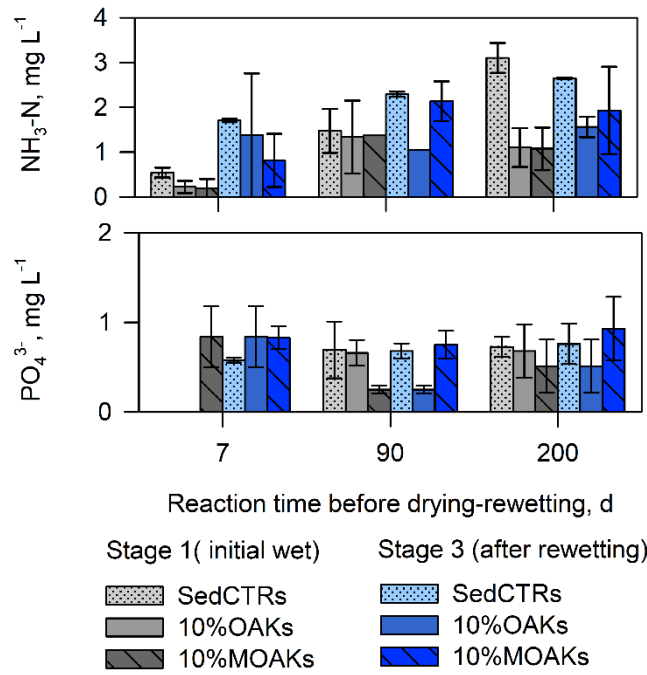 NH₃-N, mg L⁻¹
4
3
2
1
0
PO₄³⁻, mg L⁻¹
2
1
0
7 90 200
Reaction time before drying-rewetting, d
Stage 1( initial wet) Stage 3 (after rewetting)
SedCTRs SedCTRs
10%OAKs 10%OAKs
10%MOAKs 10%MOAKs